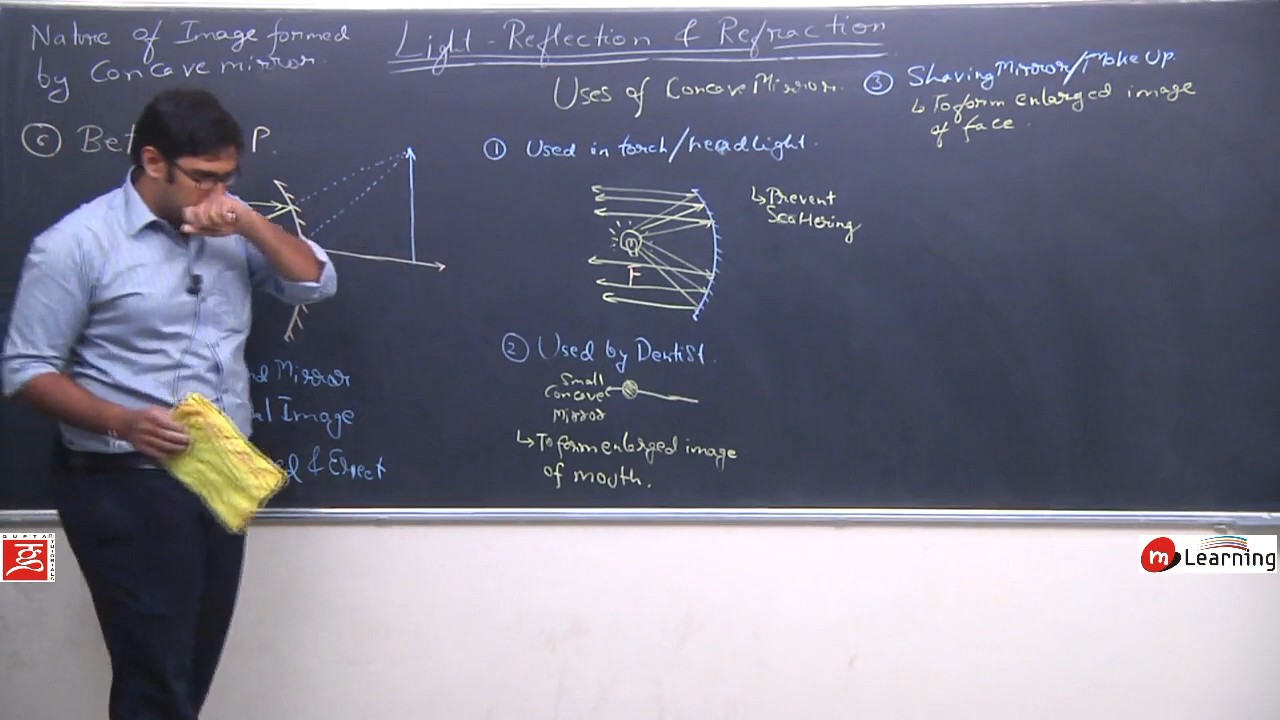 Nature of Image formed
by Concave mirror.
Light - Reflection & Refraction
Uses of Concave Mirror.
③ Shaving Mirror/Make Up.
↳ To form enlarged image
of face.
© Bet P.
① Used in torch/headlight.
↳ Prevent
Scattering
F
② Used by Dentist.
Small
Concave
Mirror
↳ To form enlarged image
of mouth.
Mirror
Image
& Erect
GUPTA
TUTORIALS
m Learning